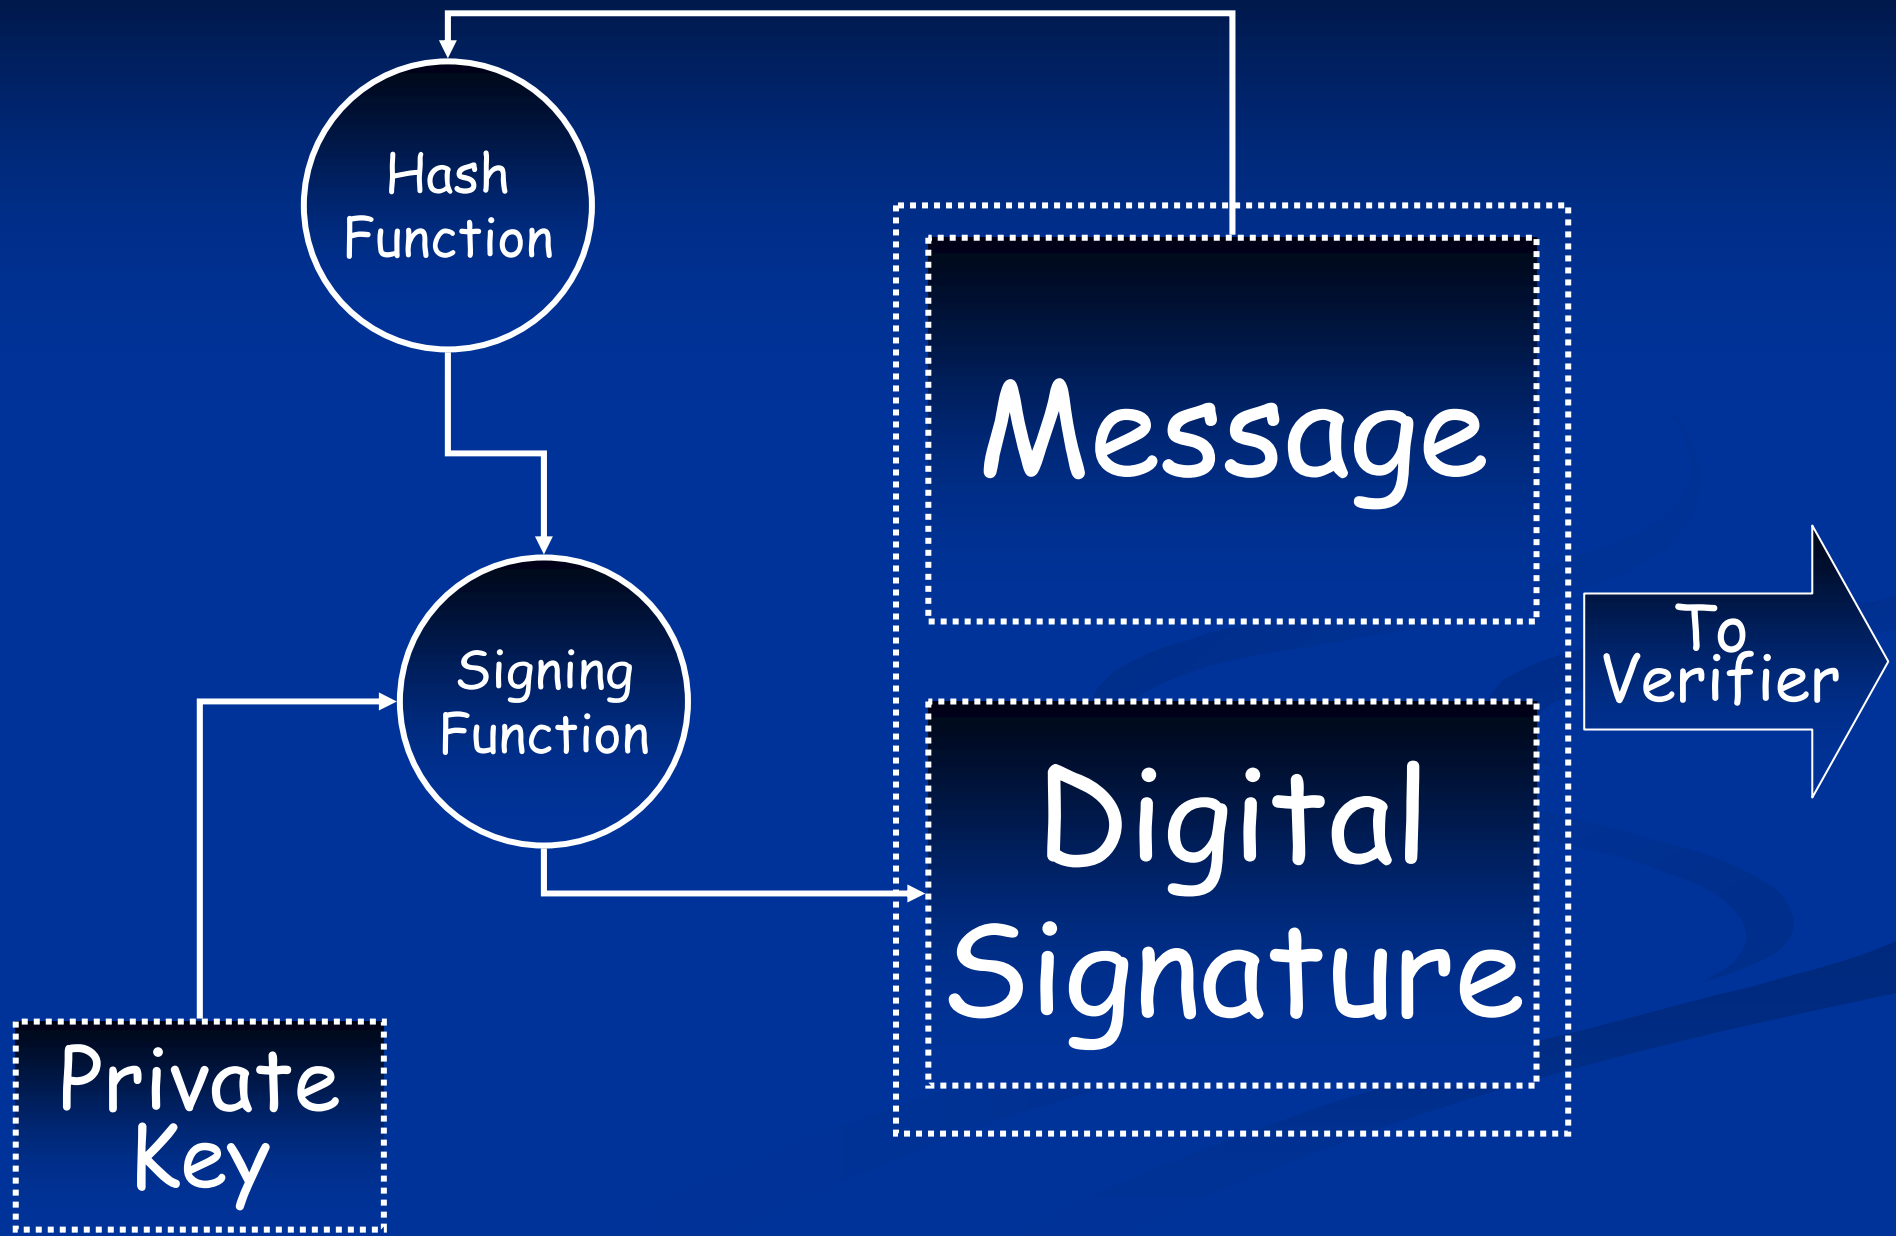 Hash
Function
Message
Signing
Function
To
Verifier
Digital
Signature
Private
Key